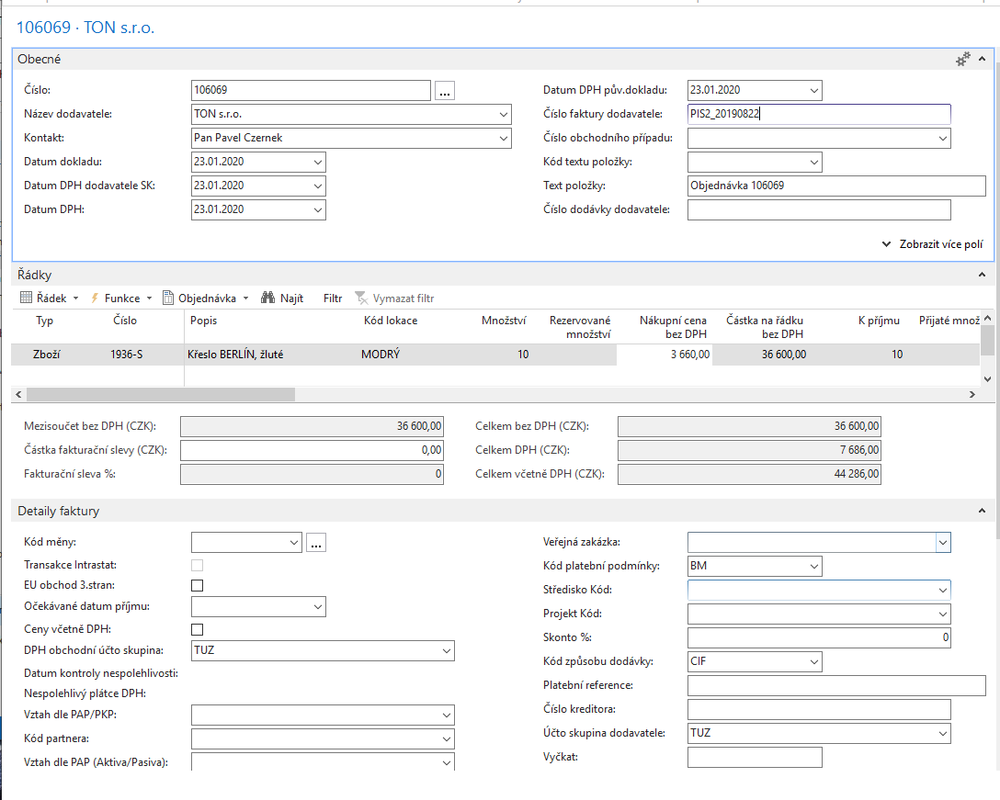 106069 · TON s.r.o.
Obecné
Číslo: 106069 ...
Název dodavatele: TON s.r.o.
Kontakt: Pan Pavel Czernek
Datum dokladu: 23.01.2020
Datum DPH dodavatele SK: 23.01.2020
Datum DPH: 23.01.2020
Datum DPH pův.dokladu: 23.01.2020
Číslo faktury dodavatele: PIS2_20190822
Číslo obchodního případu:
Kód textu položky:
Text položky: Objednávka 106069
Číslo dodávky dodavatele:
Zobrazit více polí
Řádky
Řádek Funkce Objednávka Najít Filtr Vymazat filtr
Typ Číslo Popis Kód lokace Množství Rezervované množství Nákupní cena bez DPH Částka na řádku bez DPH K příjmu Přijaté množ
Zboží 1936-S Křeslo BERLÍN, žluté MODRÝ 10 3 660,00 36 600,00 10
Mezisoučet bez DPH (CZK): 36 600,00
Částka fakturační slevy (CZK): 0,00
Fakturační sleva %: 0
Celkem bez DPH (CZK): 36 600,00
Celkem DPH (CZK): 7 686,00
Celkem včetně DPH (CZK): 44 286,00
Detaily faktury
Kód měny: ...
Transakce Intrastat:
EU obchod 3.stran:
Očekávané datum příjmu:
Ceny včetně DPH:
DPH obchodní účto skupina: TUZ
Datum kontroly nespolehlivosti:
Nespolehlivý plátce DPH:
Vztah dle PAP/PKP:
Kód partnera:
Vztah dle PAP (Aktiva/Pasiva):
Veřejná zakázka:
Kód platební podmínky: BM
Středisko Kód:
Projekt Kód:
Skonto %: 0
Kód způsobu dodávky: CIF
Platební reference:
Číslo kreditora:
Účto skupina dodavatele: TUZ
Vyčkat: